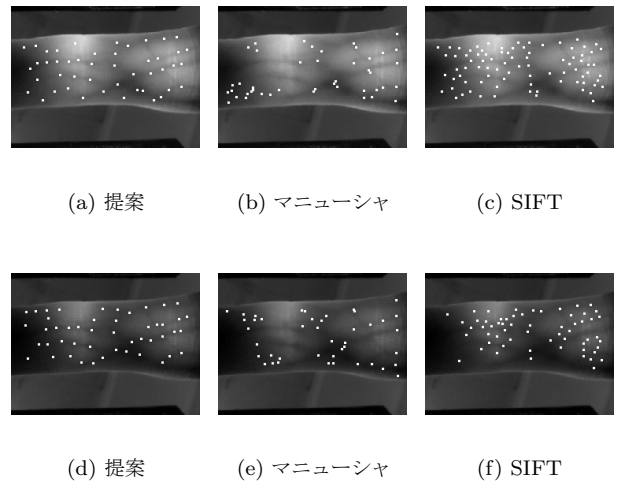 (a) 提案
(b) マニューシャ
(c) SIFT
(d) 提案
(e) マニューシャ
(f) SIFT